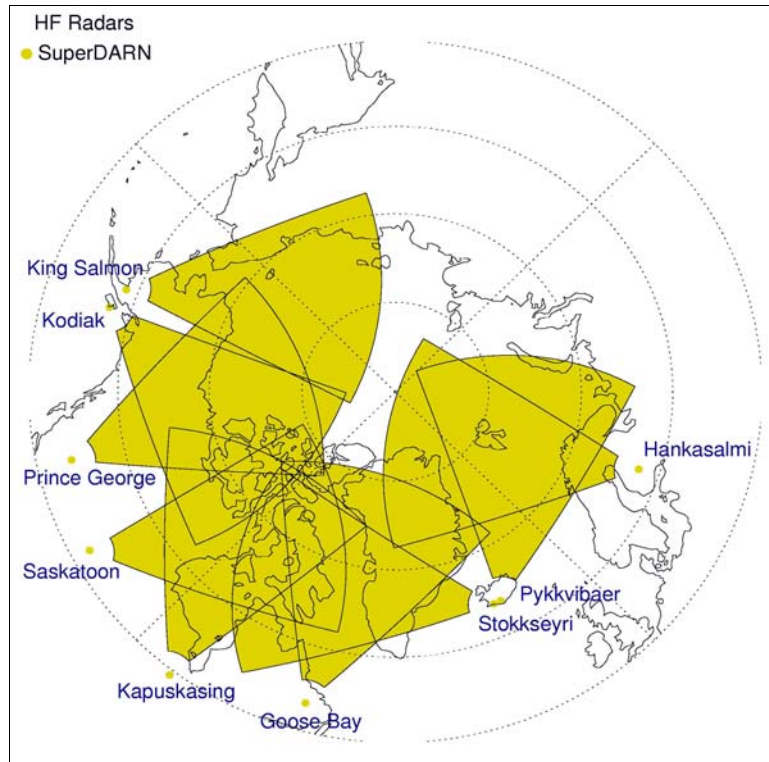 HF Radars
SuperDARN
King Salmon
Kodiak
Prince George
Hankasalmi
Saskatoon
Pykkvibaer
Stokkseyri
Kapuskasing
Goose Bay